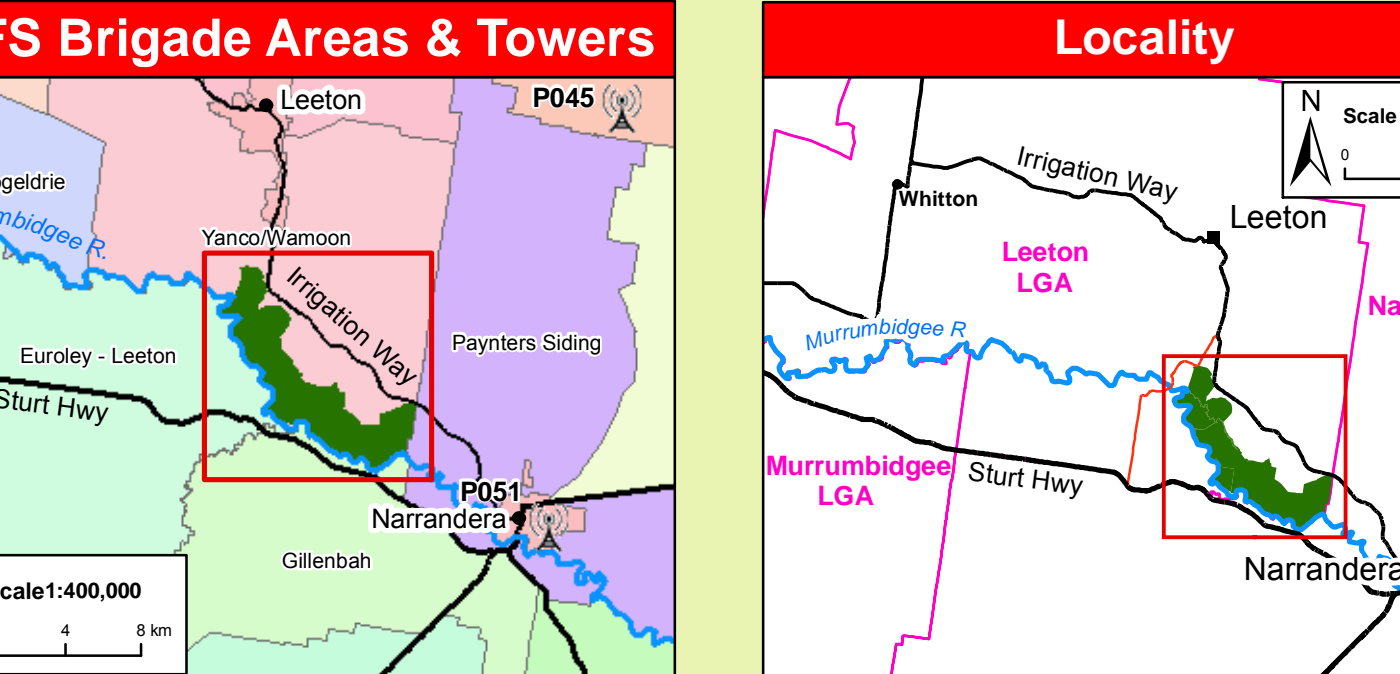 FS Brigade Areas & Towers
Leeton
P045
geldrie
mbidgee R.
Yanco/Wamoon
Irrigation Way
Euroley - Leeton
Paynters Siding
Sturt Hwy
P051
Narrandera
Gillenbah
cale1:400,000
4 8 km
Locality
N
Scale
0
Irrigation Way
Whitton
Leeton
Leeton
LGA
Na
Murrumbidgee R
Murrumbidgee
LGA
Sturt Hwy
Narrandera